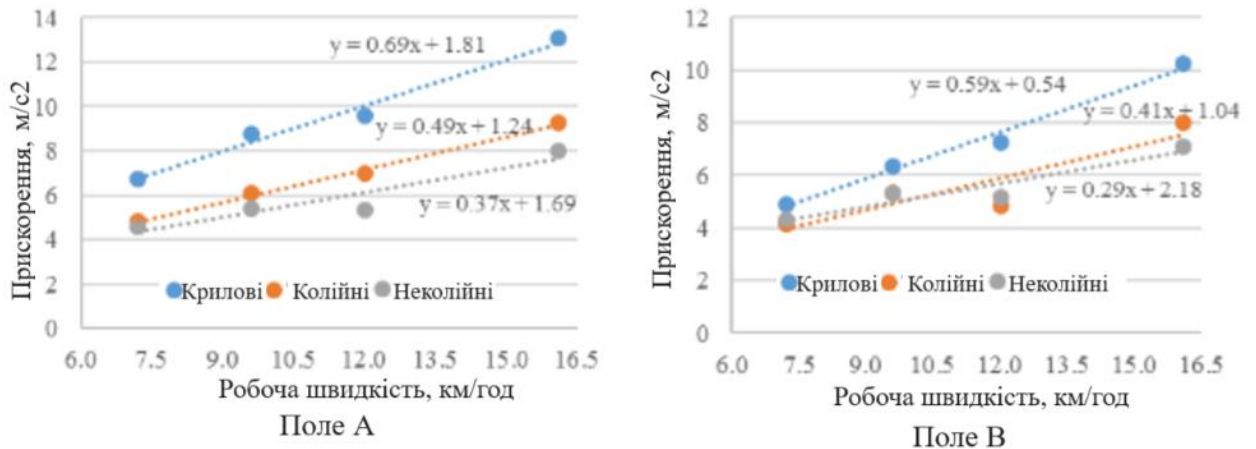 14
12
10
8
6
4
2
0
Прискорення, м/с2
y = 0.69x + 1.81
y = 0.49x + 1.24
y = 0.37x + 1.69
Крилові Колійні Неколійні
6.0 7.5 9.0 10.5 12.0 13.5 15.0 16.5
Робоча швидкість, км/год
Поле А
12
10
8
6
4
2
0
Прискорення, м/с2
y = 0.59x + 0.54
y = 0.41x + 1.04
y = 0.29x + 2.18
Крилові Колійні Неколійні
6.0 7.5 9.0 10.5 12.0 13.5 15.0 16.5
Робоча швидкість, км/год
Поле В